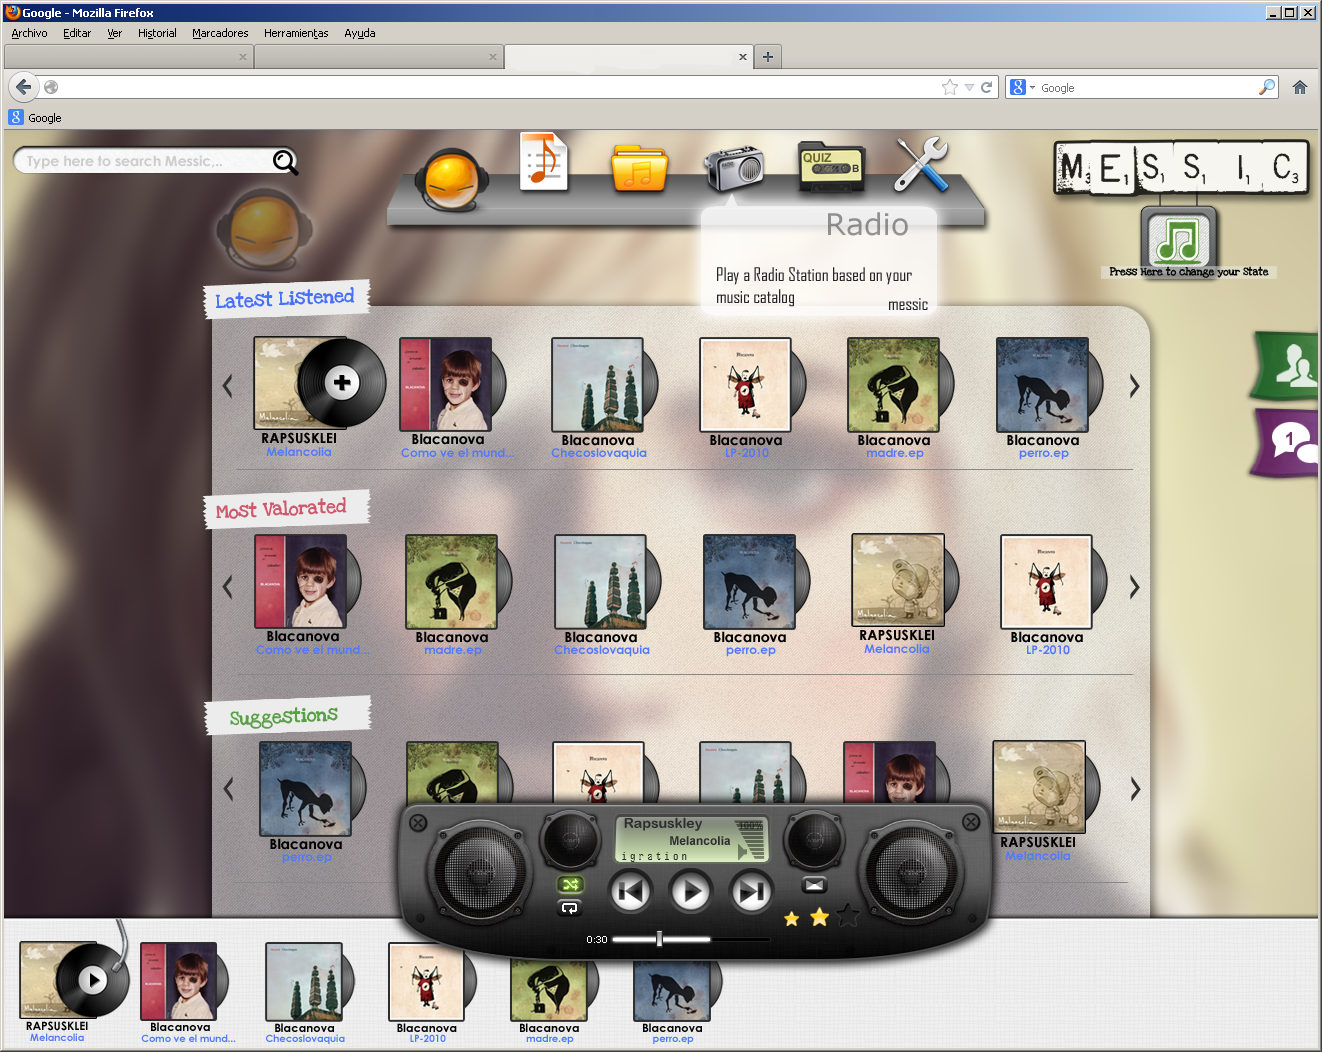 Google - Mozilla Firefox
Archivo Editar Ver Historial Marcadores Herramientas Ayuda
Google
Google
Type here to search Messic,..
QUIZ
B
MESSIC
Radio
Play a Radio Station based on your
music catalog
messic
Press Here to change your State
Latest Listened
RAPSUSKLEI
Melancolia
Blacanova
Como ve el mund...
Blacanova
Checoslovaquia
Blacanova
LP-2010
Blacanova
madre.ep
Blacanova
perro.ep
1
Most Valorated
Blacanova
Como ve el mund...
Blacanova
madre.ep
Blacanova
Checoslovaquia
Blacanova
perro.ep
RAPSUSKLEI
Melancolia
Blacanova
LP-2010
Suggestions
Blacanova
perro.ep
RAPSUSKLEI
Melancolia
Rapsuskley
100%
Melancolia
igration
0:30
RAPSUSKLEI
Melancolia
Blacanova
Como ve el mund...
Blacanova
Checoslovaquia
Blacanova
LP-2010
Blacanova
madre.ep
Blacanova
perro.ep